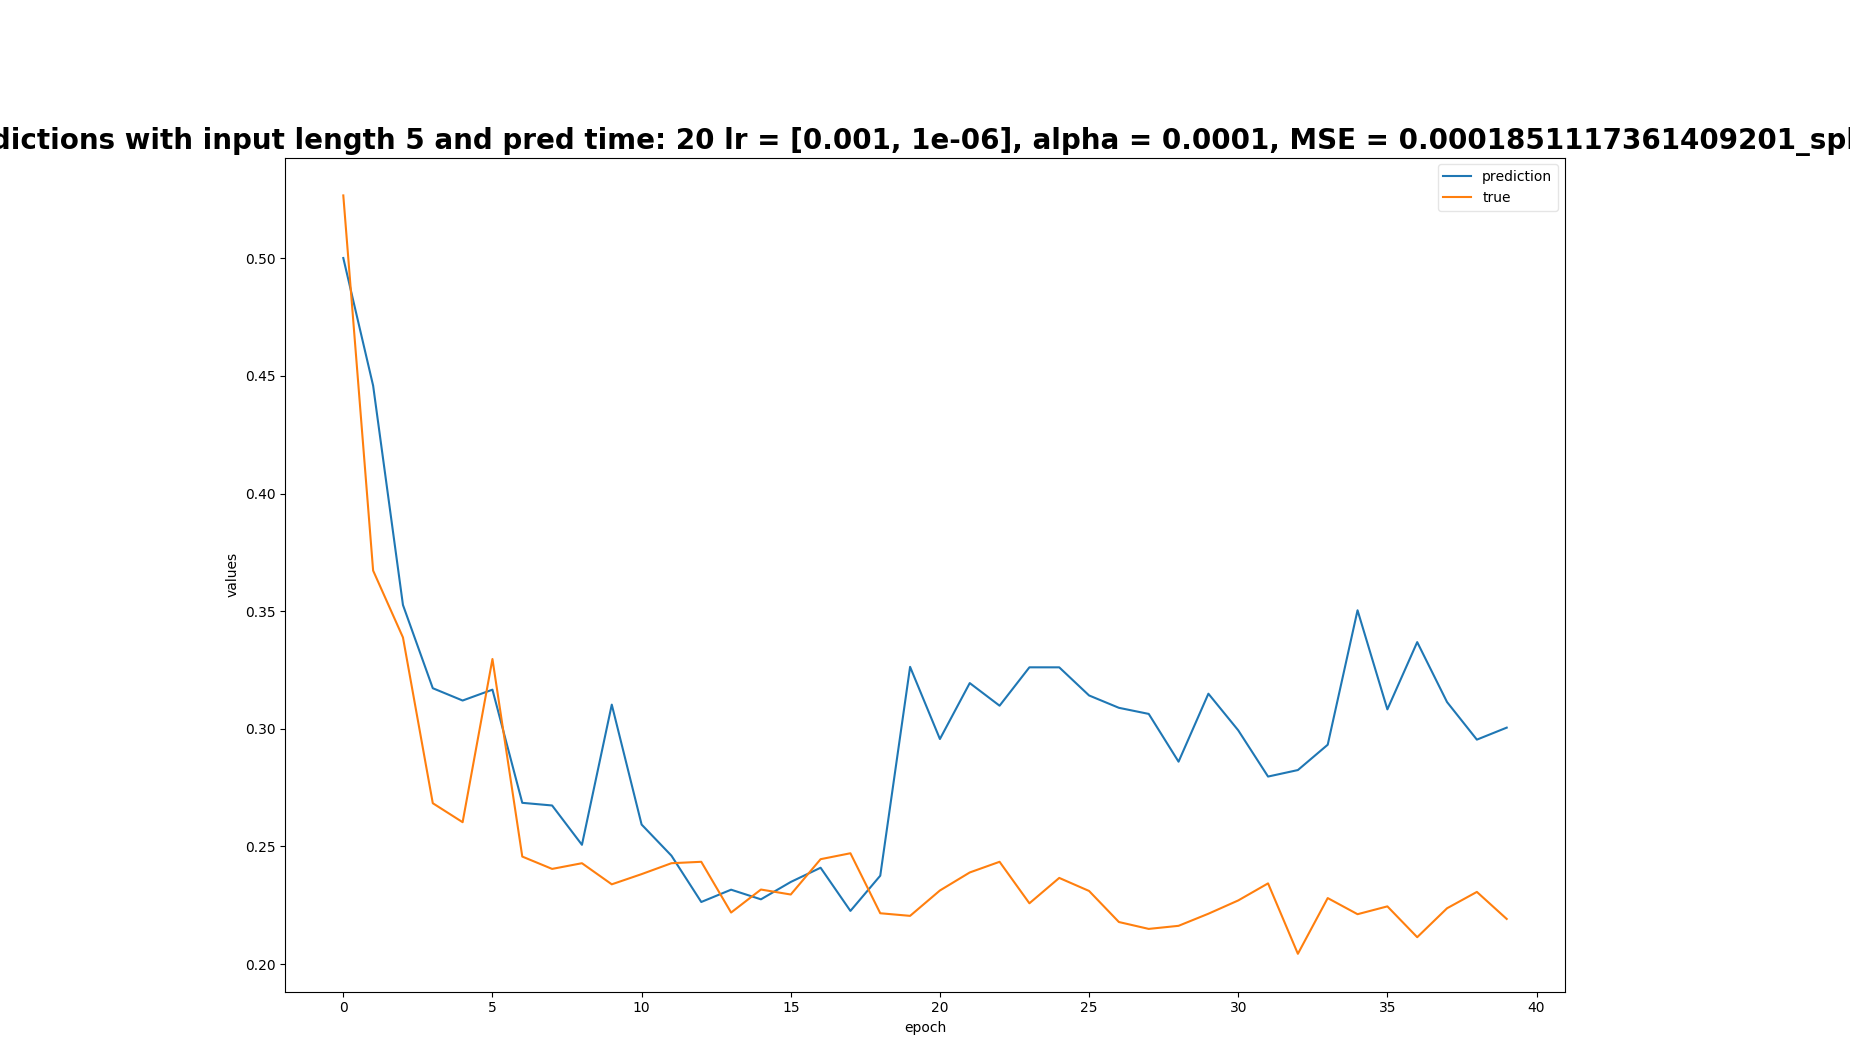 dictions with input length 5 and pred time: 20 lr = [0.001, 1e-06], alpha = 0.0001, MSE = 0.0001851117361409201_spl
prediction
true
0.50
0.45
0.40
0.35
0.30
0.25
0.20
values
0 5 10 15 20 25 30 35 40
epoch